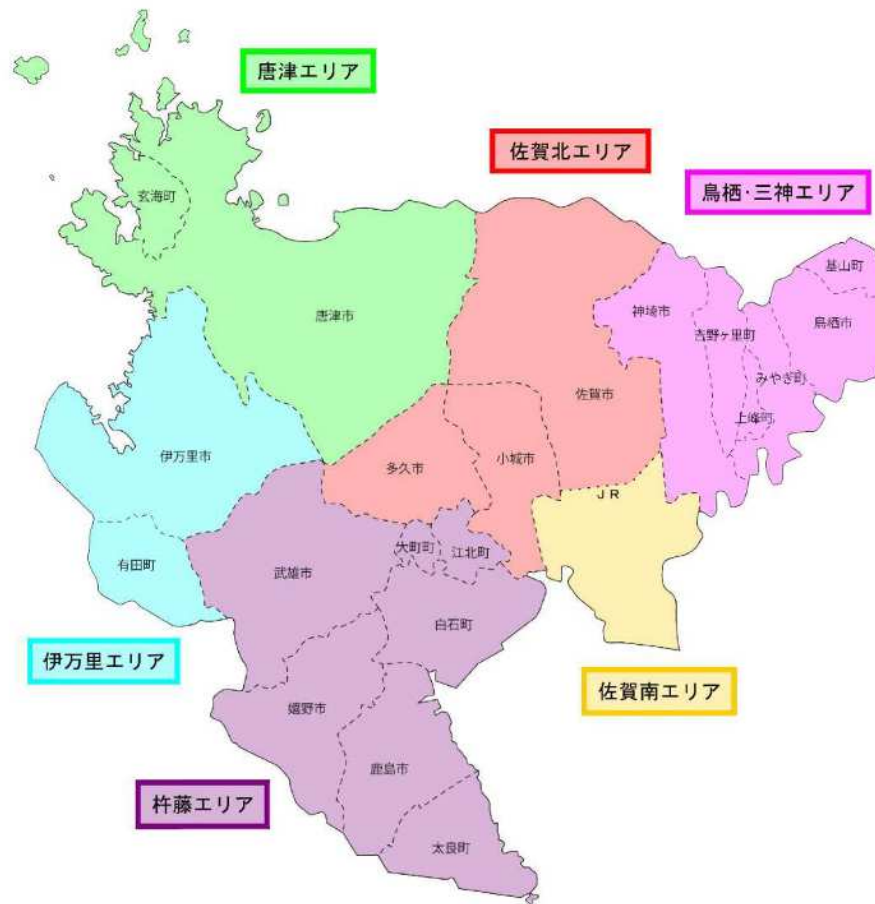 唐津エリア
佐賀北エリア
鳥栖・三神エリア
玄海町
基山町
唐津市
神埼市
吉野ヶ里町
鳥栖市
みやぎ町
佐賀市
上峰町
伊万里市
多久市
小城市
JR
大町町
江北町
有田町
武雄市
白石町
伊万里エリア
佐賀南エリア
嬉野市
鹿島市
杵藤エリア
太良町